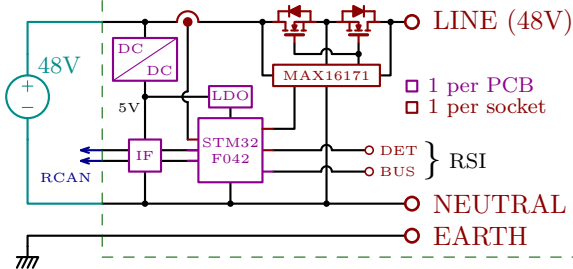 LINE (48V)
DC
DC
48V
MAX16171
LDO
1 per PCB
5V
1 per socket
STM32
F042
IF
DET
RSI
RCAN
BUS
NEUTRAL
EARTH